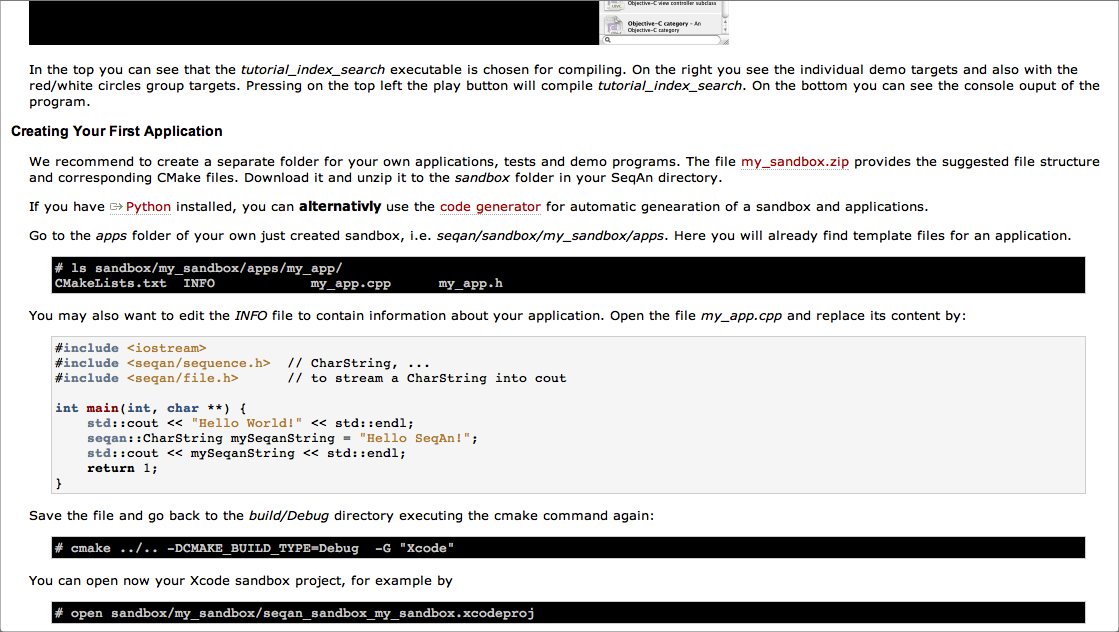 Objective-C view controller subclass
Objective-C category - An
Objective-C category
In the top you can see that the tutorial_index_search executable is chosen for compiling. On the right you see the individual demo targets and also with the
red/white circles group targets. Pressing on the top left the play button will compile tutorial_index_search. On the bottom you can see the console ouput of the
program.
Creating Your First Application
We recommend to create a separate folder for your own applications, tests and demo programs. The file my_sandbox.zip provides the suggested file structure
and corresponding CMake files. Download it and unzip it to the sandbox folder in your SeqAn directory.
If you have Python installed, you can alternativly use the code generator for automatic genearation of a sandbox and applications.
Go to the apps folder of your own just created sandbox, i.e. seqan/sandbox/my_sandbox/apps. Here you will already find template files for an application.
# ls sandbox/my_sandbox/apps/my_app/
CMakeLists.txt  INFO            my_app.cpp      my_app.h
You may also want to edit the INFO file to contain information about your application. Open the file my_app.cpp and replace its content by:
#include <iostream>
#include <seqan/sequence.h>  // CharString, ...
#include <seqan/file.h>      // to stream a CharString into cout
int main(int, char **) {
    std::cout << "Hello World!" << std::endl;
    seqan::CharString mySeqanString = "Hello SeqAn!";
    std::cout << mySeqanString << std::endl;
    return 1;
}
Save the file and go back to the build/Debug directory executing the cmake command again:
# cmake ../.. -DCMAKE_BUILD_TYPE=Debug  -G "Xcode"
You can open now your Xcode sandbox project, for example by
# open sandbox/my_sandbox/seqan_sandbox_my_sandbox.xcodeproj